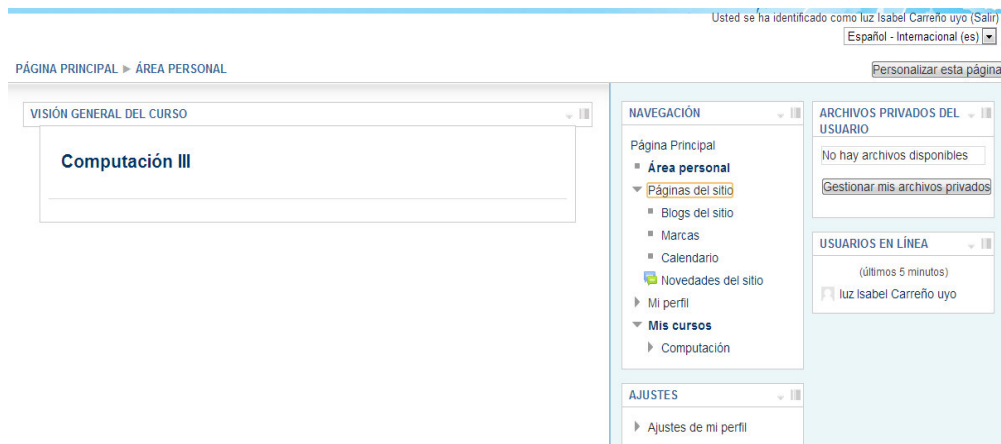 Usted se ha identificado como luz Isabel Carreño uyo (Salir)
Español - Internacional (es)
PÁGINA PRINCIPAL ► ÁREA PERSONAL
Personalizar esta página
VISIÓN GENERAL DEL CURSO
Computación III
NAVEGACIÓN
Página Principal
Área personal
Páginas del sitio
Blogs del sitio
Marcas
Calendario
Novedades del sitio
Mi perfil
Mis cursos
Computación
AJUSTES
Ajustes de mi perfil
ARCHIVOS PRIVADOS DEL
USUARIO
No hay archivos disponibles
Gestionar mis archivos privados
USUARIOS EN LÍNEA
(últimos 5 minutos)
luz Isabel Carreño uyo